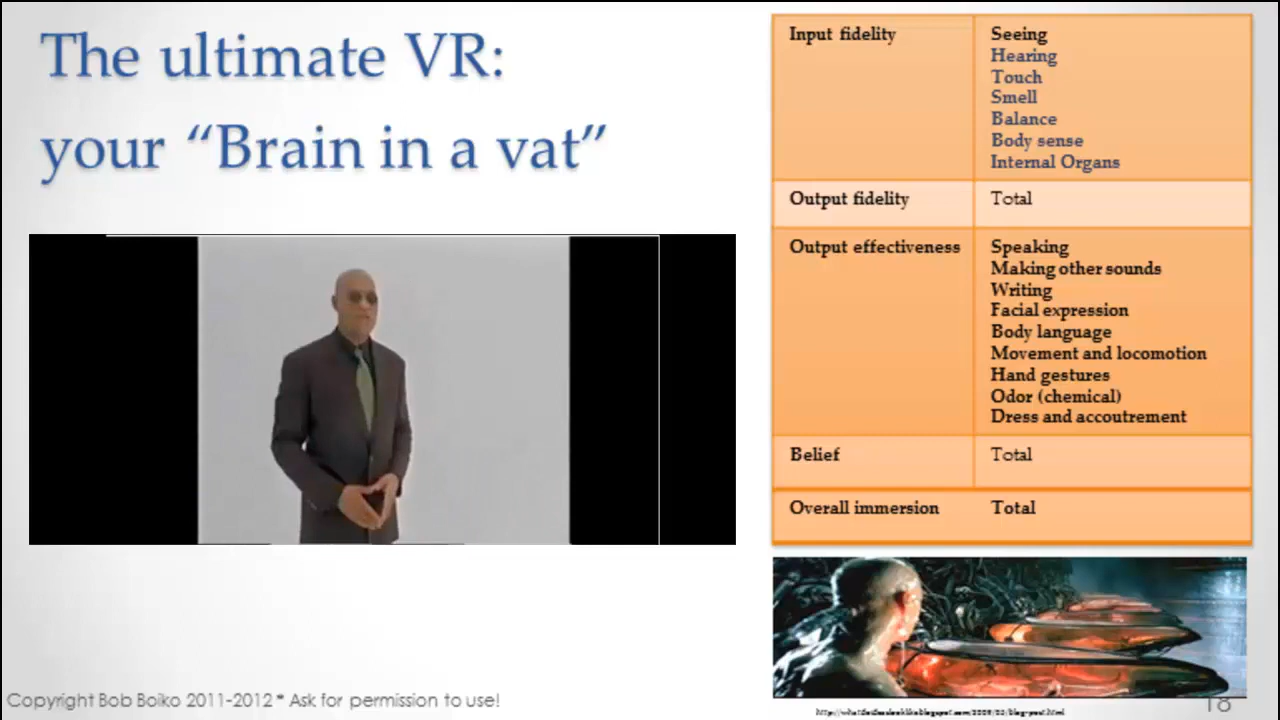 The ultimate VR:
your “Brain in a vat”
Input fidelity
Seeing
Hearing
Touch
Smell
Balance
Body sense
Internal Organs
Output fidelity
Total
Output effectiveness
Speaking
Making other sounds
Writing
Facial expression
Body language
Movement and locomotion
Hand gestures
Odor (chemical)
Dress and accoutrement
Belief
Total
Overall immersion
Total
Copyright Bob Boiko 2011-2012 * Ask for permission to use!
18